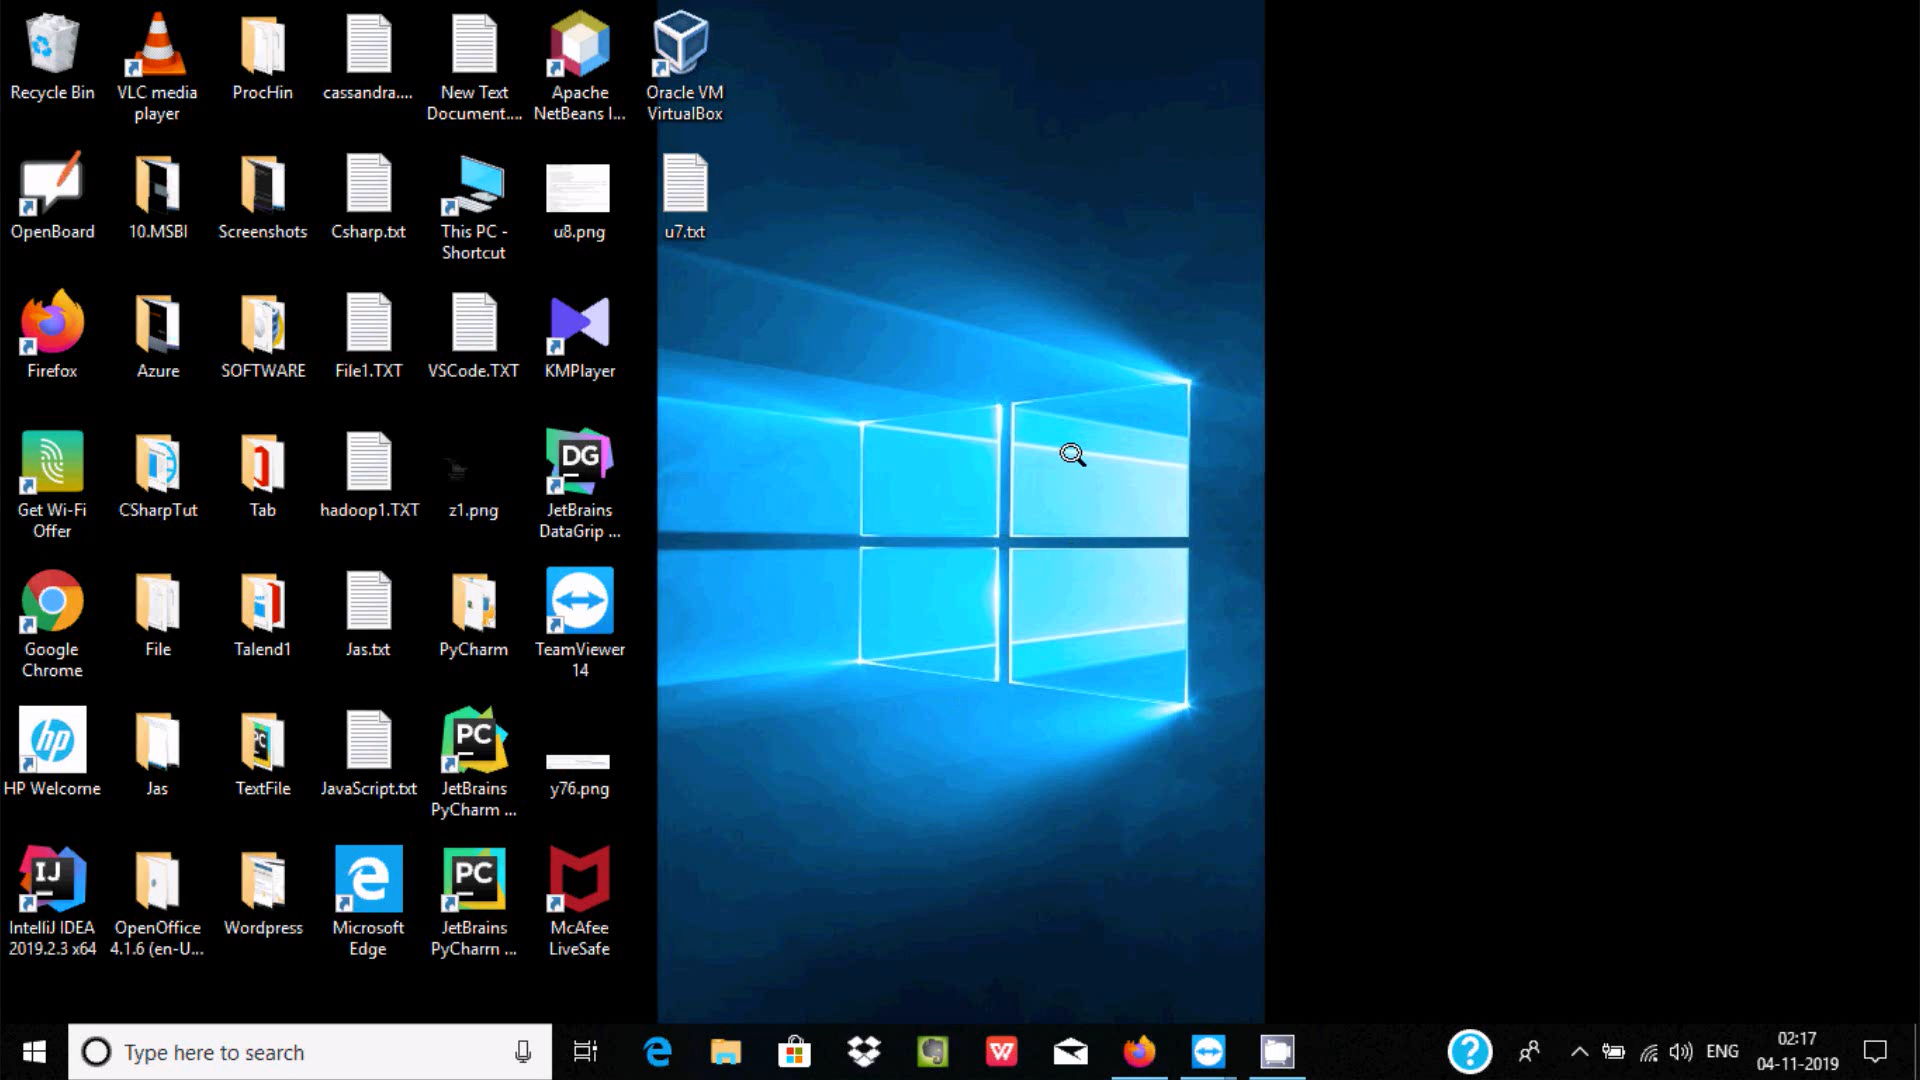 Recycle Bin
VLC media
player
ProcHin
cassandra....
New Text
Document....
Apache
NetBeans I...
Oracle VM
VirtualBox
OpenBoard
10.MSBI
Screenshots
Csharp.txt
This PC -
Shortcut
u8.png
u7.txt
Firefox
Azure
SOFTWARE
File1.TXT
VSCode.TXT
KMPlayer
DG
Get Wi-Fi
Offer
CSharpTut
Tab
hadoop1.TXT
z1.png
JetBrains
DataGrip ...
Google
Chrome
File
Talend1
Jas.txt
PyCharm
TeamViewer
14
hp
PC
PC
HP Welcome
Jas
TextFile
JavaScript.txt
JetBrains
PyCharm ...
y76.png
IJ
PC
IntelliJ IDEA
2019.2.3 x64
OpenOffice
4.1.6 (en-U...
Wordpress
Microsoft
Edge
JetBrains
PyCharm ...
McAfee
LiveSafe
Type here to search
ENG
02:17
04-11-2019